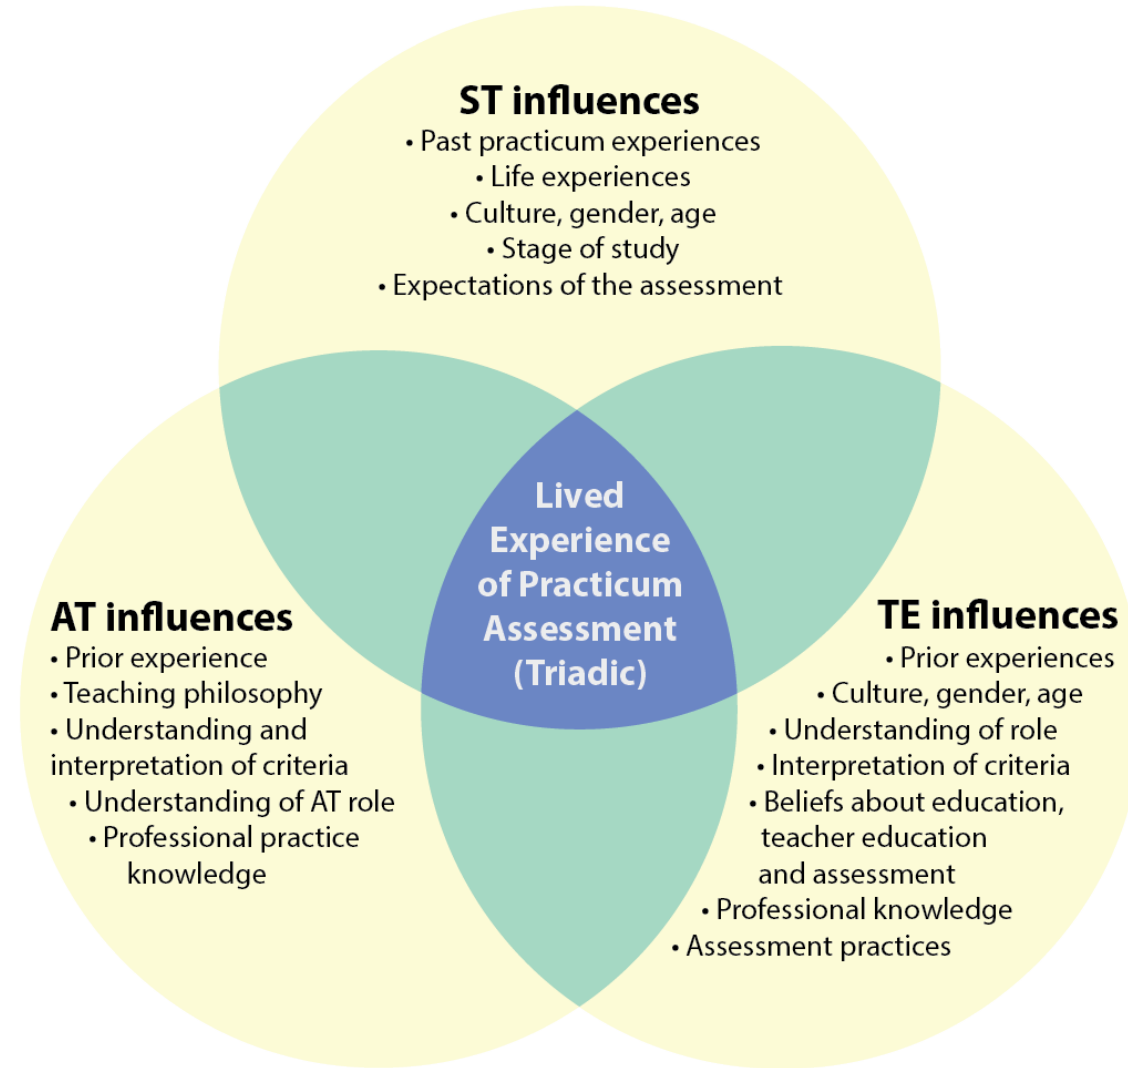 ST influences
• Past practicum experiences
• Life experiences
• Culture, gender, age
• Stage of study
• Expectations of the assessment
Lived
Experience
of Practicum
Assessment
(Triadic)
AT influences
• Prior experience
• Teaching philosophy
• Understanding and
interpretation of criteria
• Understanding of AT role
• Professional practice
knowledge
TE influences
• Prior experiences
• Culture, gender, age
• Understanding of role
• Interpretation of criteria
• Beliefs about education,
teacher education
and assessment
• Professional knowledge
• Assessment practices